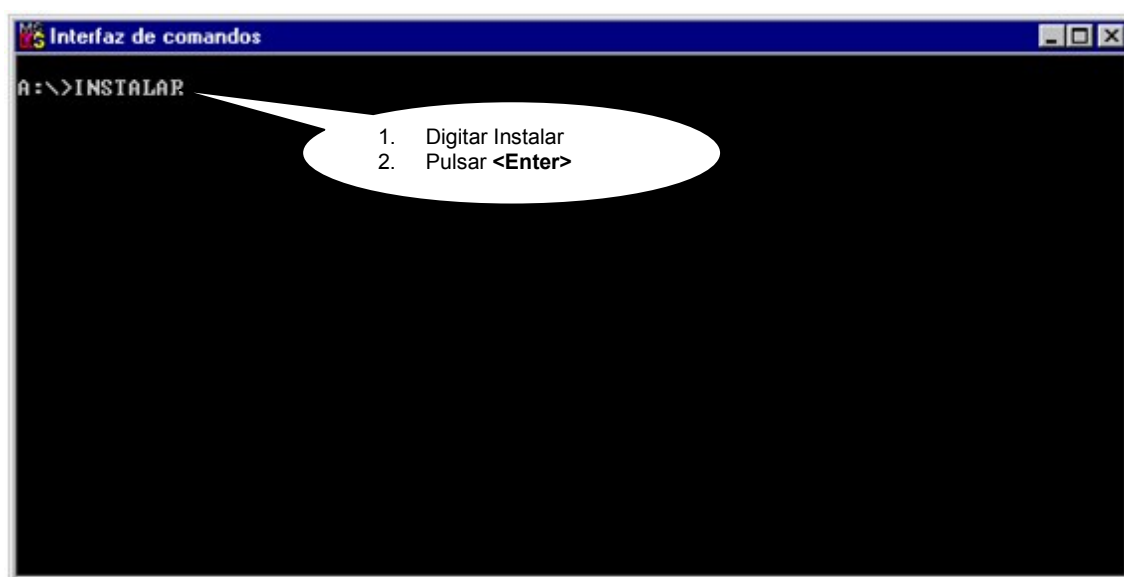 Interfaz de comandos
A:\>INSTALAR
1. Digitar Instalar
2. Pulsar <Enter>